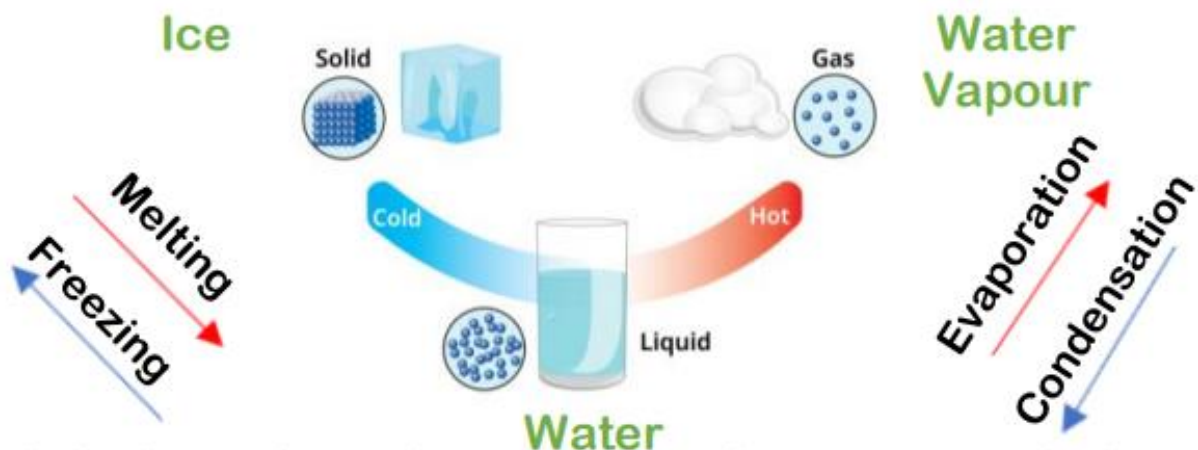 Ice
Solid
Gas
Water
Vapour
Melting
Freezing
Cold
Hot
Evaporation
Condensation
Liquid
Water